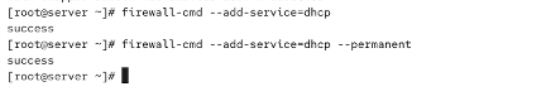 [root@server ~]# firewall-cmd --add-service=dhcp
success
[root@server ~]# firewall-cmd --add-service=dhcp --permanent
success
[root@server ~]#